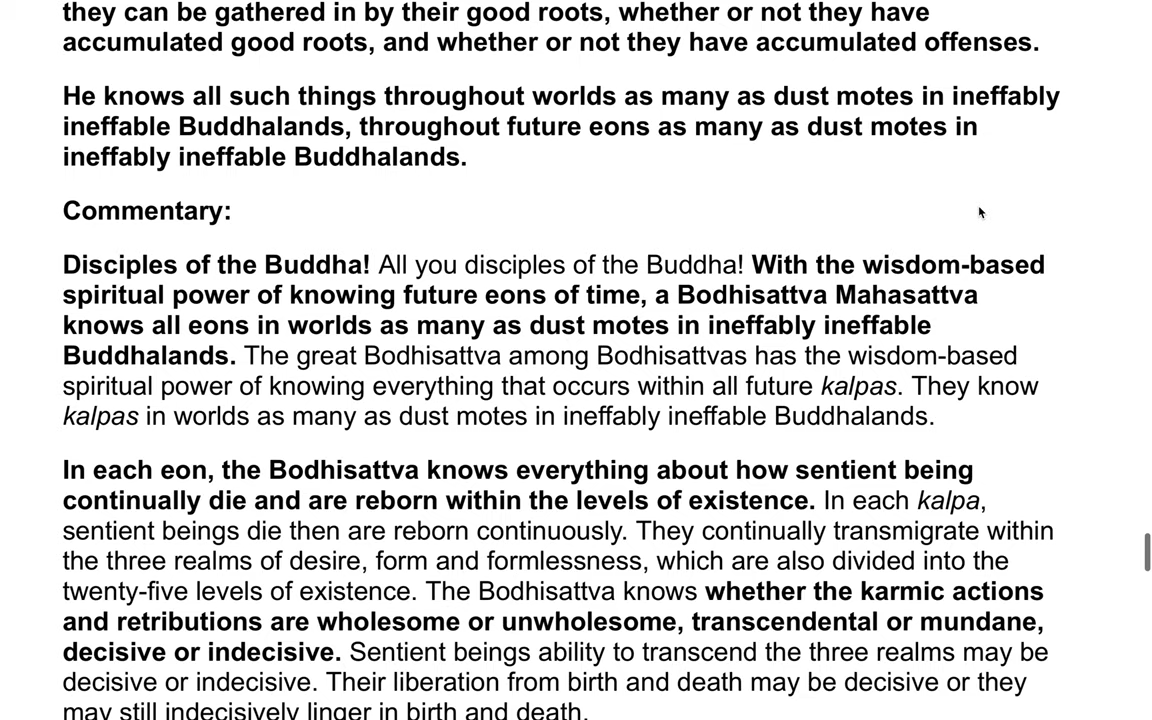 they can be gathered in by their good roots, whether or not they have
accumulated good roots, and whether or not they have accumulated offenses.
He knows all such things throughout worlds as many as dust motes in ineffably
ineffable Buddhalands, throughout future eons as many as dust motes in
ineffably ineffable Buddhalands.
Commentary:
Disciples of the Buddha! All you disciples of the Buddha! With the wisdom-based
spiritual power of knowing future eons of time, a Bodhisattva Mahasattva
knows all eons in worlds as many as dust motes in ineffably ineffable
Buddhalands. The great Bodhisattva among Bodhisattvas has the wisdom-based
spiritual power of knowing everything that occurs within all future kalpas. They know
kalpas in worlds as many as dust motes in ineffably ineffable Buddhalands.
In each eon, the Bodhisattva knows everything about how sentient being
continually die and are reborn within the levels of existence. In each kalpa,
sentient beings die then are reborn continuously. They continually transmigrate within
the three realms of desire, form and formlessness, which are also divided into the
twenty-five levels of existence. The Bodhisattva knows whether the karmic actions
and retributions are wholesome or unwholesome, transcendental or mundane,
decisive or indecisive. Sentient beings ability to transcend the three realms may be
decisive or indecisive. Their liberation from birth and death may be decisive or they
may still indecisively linger in birth and death.